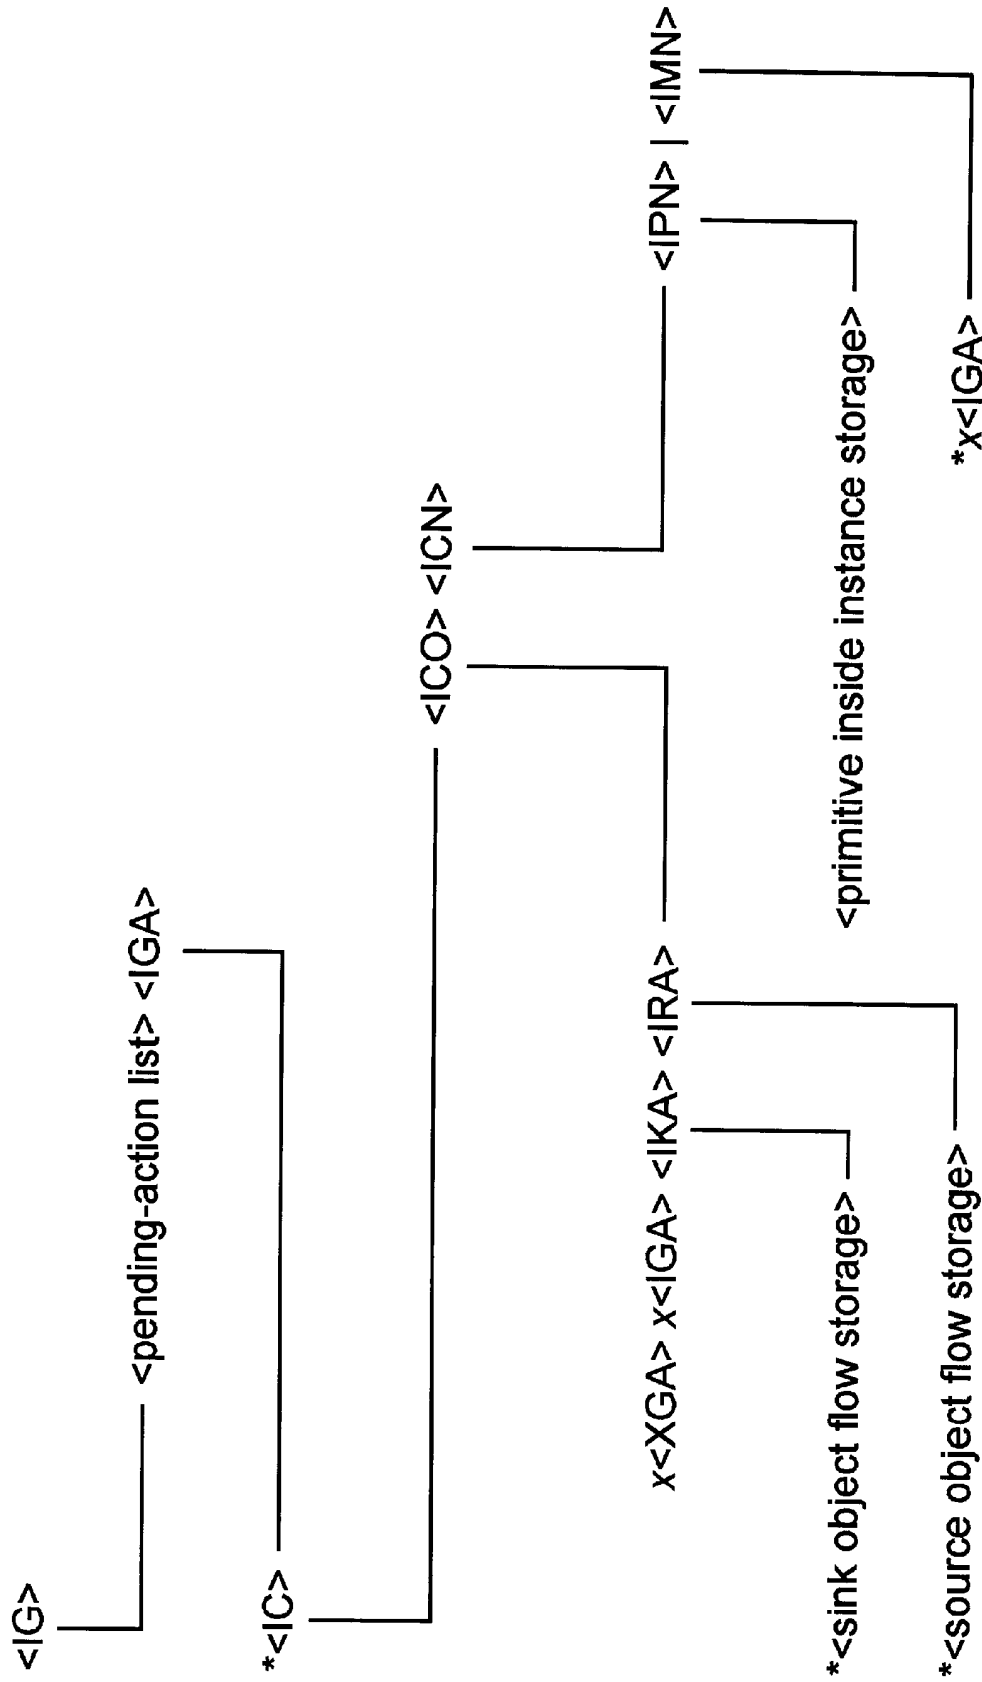 <IG>
<pending-action list> <IGA>
*<IC>
<ICO> <ICN>
x<XGA> x<IGA> <IKA> <IRA>
<IPN> | <IMN>
*<sink object flow storage>
<primitive inside instance storage>
*<source object flow storage>
*x<IGA>